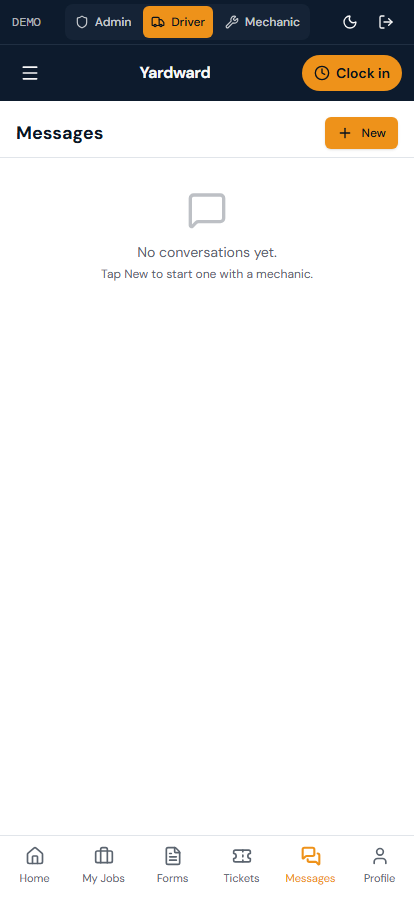 DEMO Admin Driver Mechanic
Yardward Clock in
Messages New
No conversations yet.
Tap New to start one with a mechanic.
Home My Jobs Forms Tickets Messages Profile